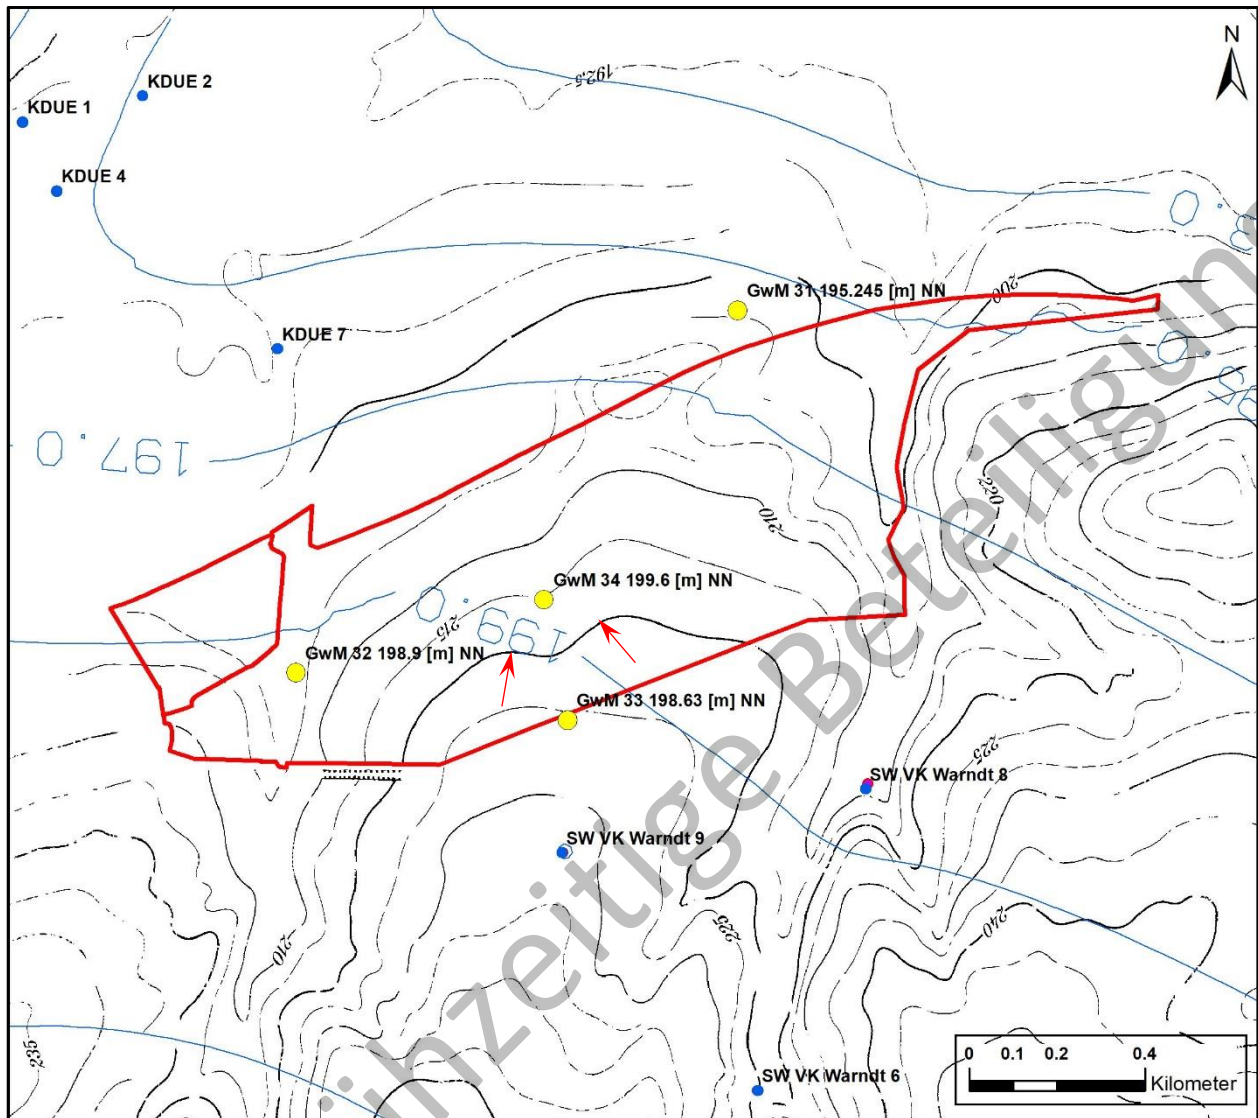 N
KDUE 2
192.5
KDUE 1
KDUE 4
200
GwM 31 195.245 [m] NN
KDUE 7
197.0
220
210
GwM 34 199.6 [m] NN
199.0
215
GwM 32 198.9 [m] NN
GwM 33 198.63 [m] NN
225
SW VK Warndt 8
SW VK Warndt 9
225
240
210
235
SW VK Warndt 6
0 0.1 0.2 0.4
Kilometer
ühzeitige Beteiligung